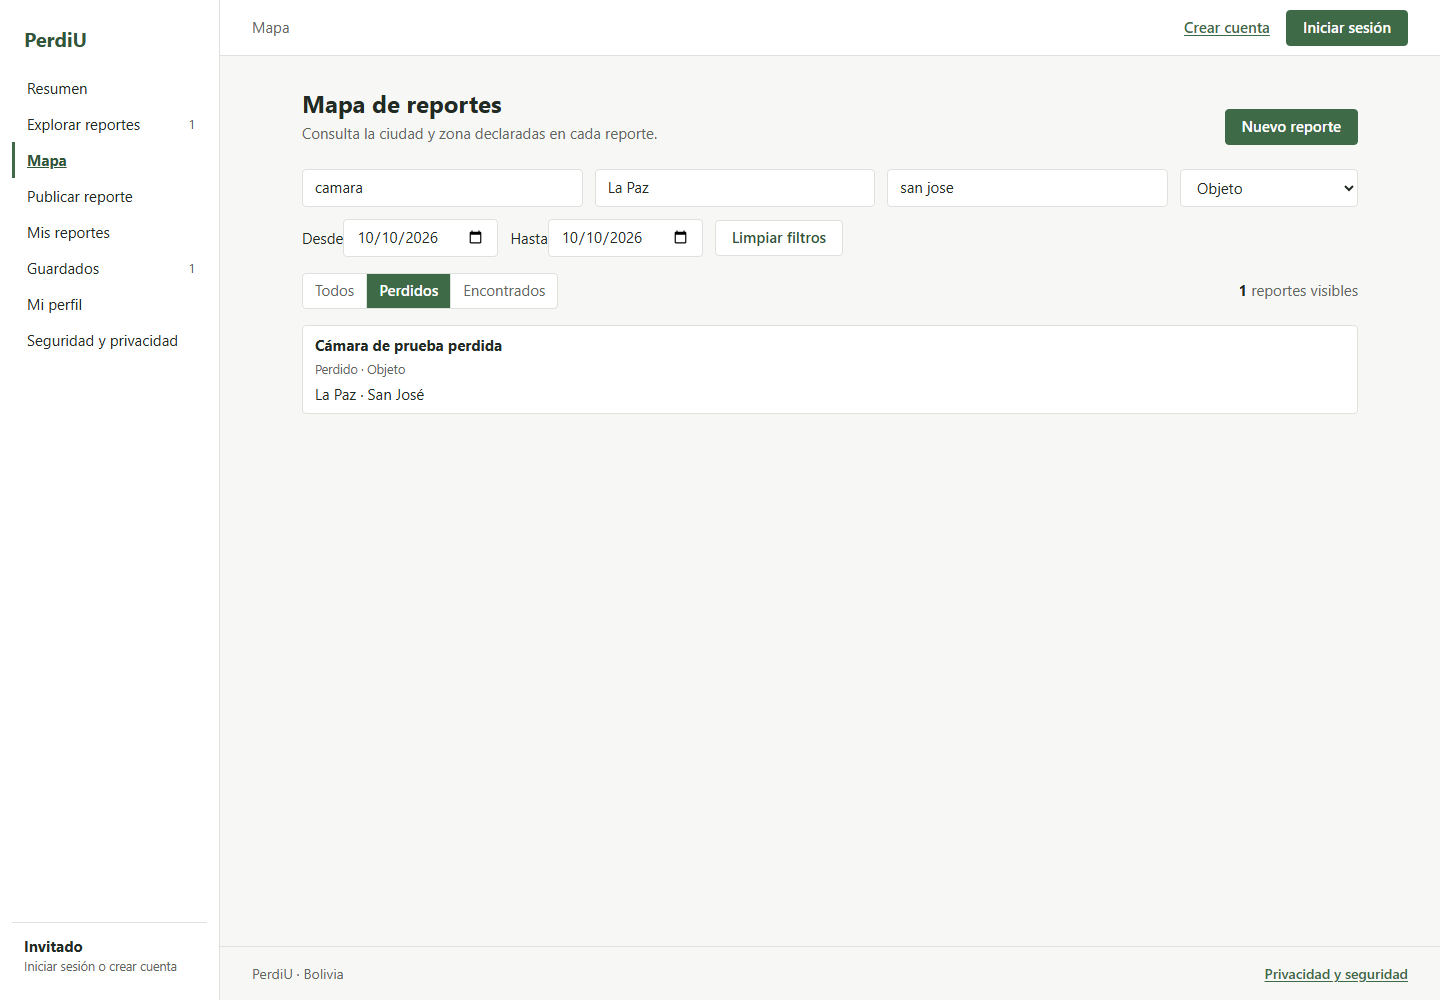 PerdiU
Resumen
Explorar reportes 1
Mapa
Publicar reporte
Mis reportes
Guardados 1
Mi perfil
Seguridad y privacidad
Invitado
Iniciar sesión o crear cuenta
Mapa
Crear cuenta
Iniciar sesión
Mapa de reportes
Consulta la ciudad y zona declaradas en cada reporte.
Nuevo reporte
camara
La Paz
san jose
Objeto
Desde 10/10/2026 Hasta 10/10/2026 Limpiar filtros
Todos Perdidos Encontrados
1 reportes visibles
Cámara de prueba perdida
Perdido · Objeto
La Paz · San José
PerdiU · Bolivia
Privacidad y seguridad